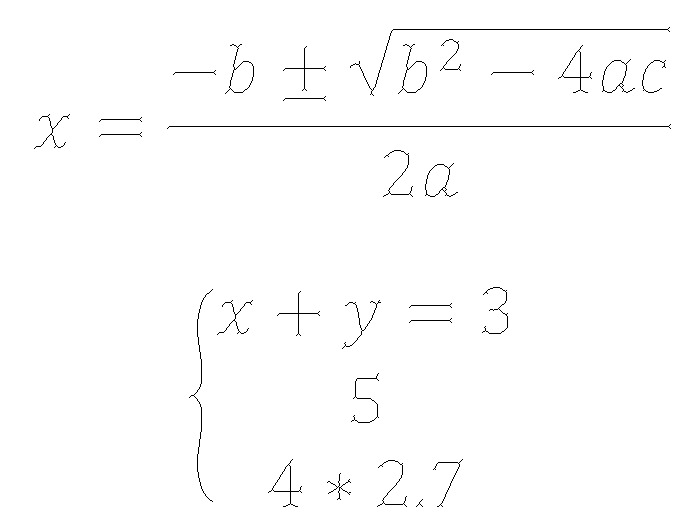 x = (-b ± √(b² - 4ac)) / (2a)
{ x + y = 3
5
4 * 2.7